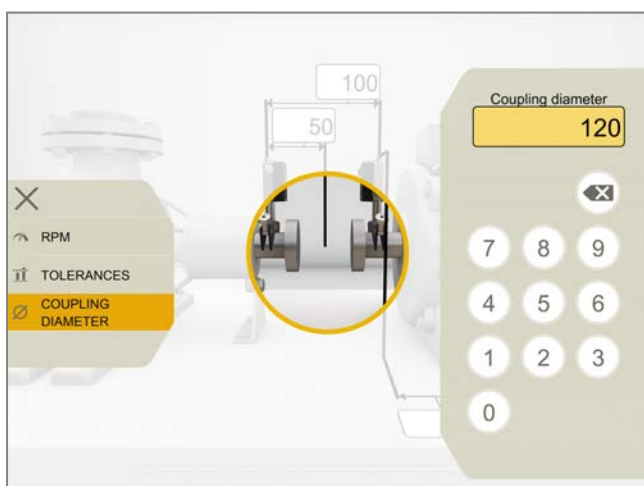 100
50
Coupling diameter
120
RPM
TOLERANCES
COUPLING
DIAMETER
7 8 9
4 5 6
1 2 3
0